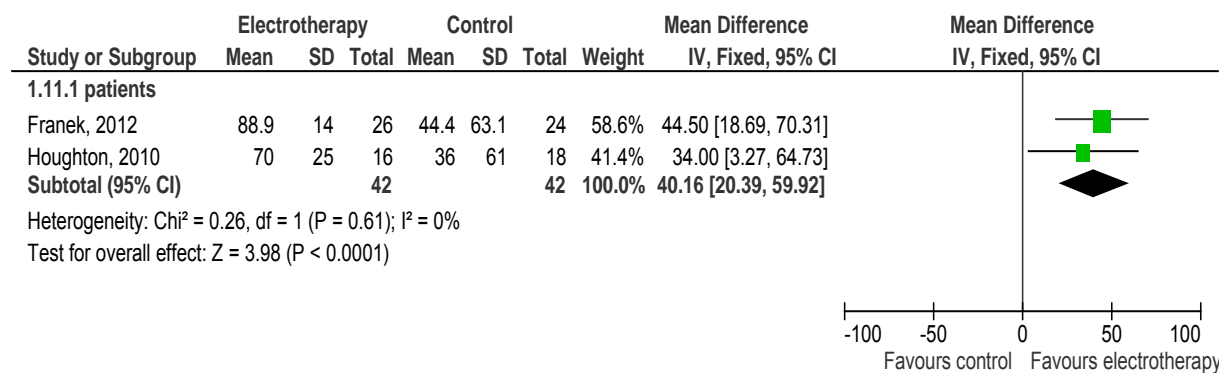 Electrotherapy Control Mean Difference Mean Difference
Study or Subgroup Mean SD Total Mean SD Total Weight IV, Fixed, 95% CI IV, Fixed, 95% CI
1.11.1 patients
Franek, 2012 88.9 14 26 44.4 63.1 24 58.6% 44.50 [18.69, 70.31]
Houghton, 2010 70 25 16 36 61 18 41.4% 34.00 [3.27, 64.73]
Subtotal (95% CI) 42 42 100.0% 40.16 [20.39, 59.92]
Heterogeneity: Chi² = 0.26, df = 1 (P = 0.61); I² = 0%
Test for overall effect: Z = 3.98 (P < 0.0001)
-100 -50 0 50 100
Favours control Favours electrotherapy